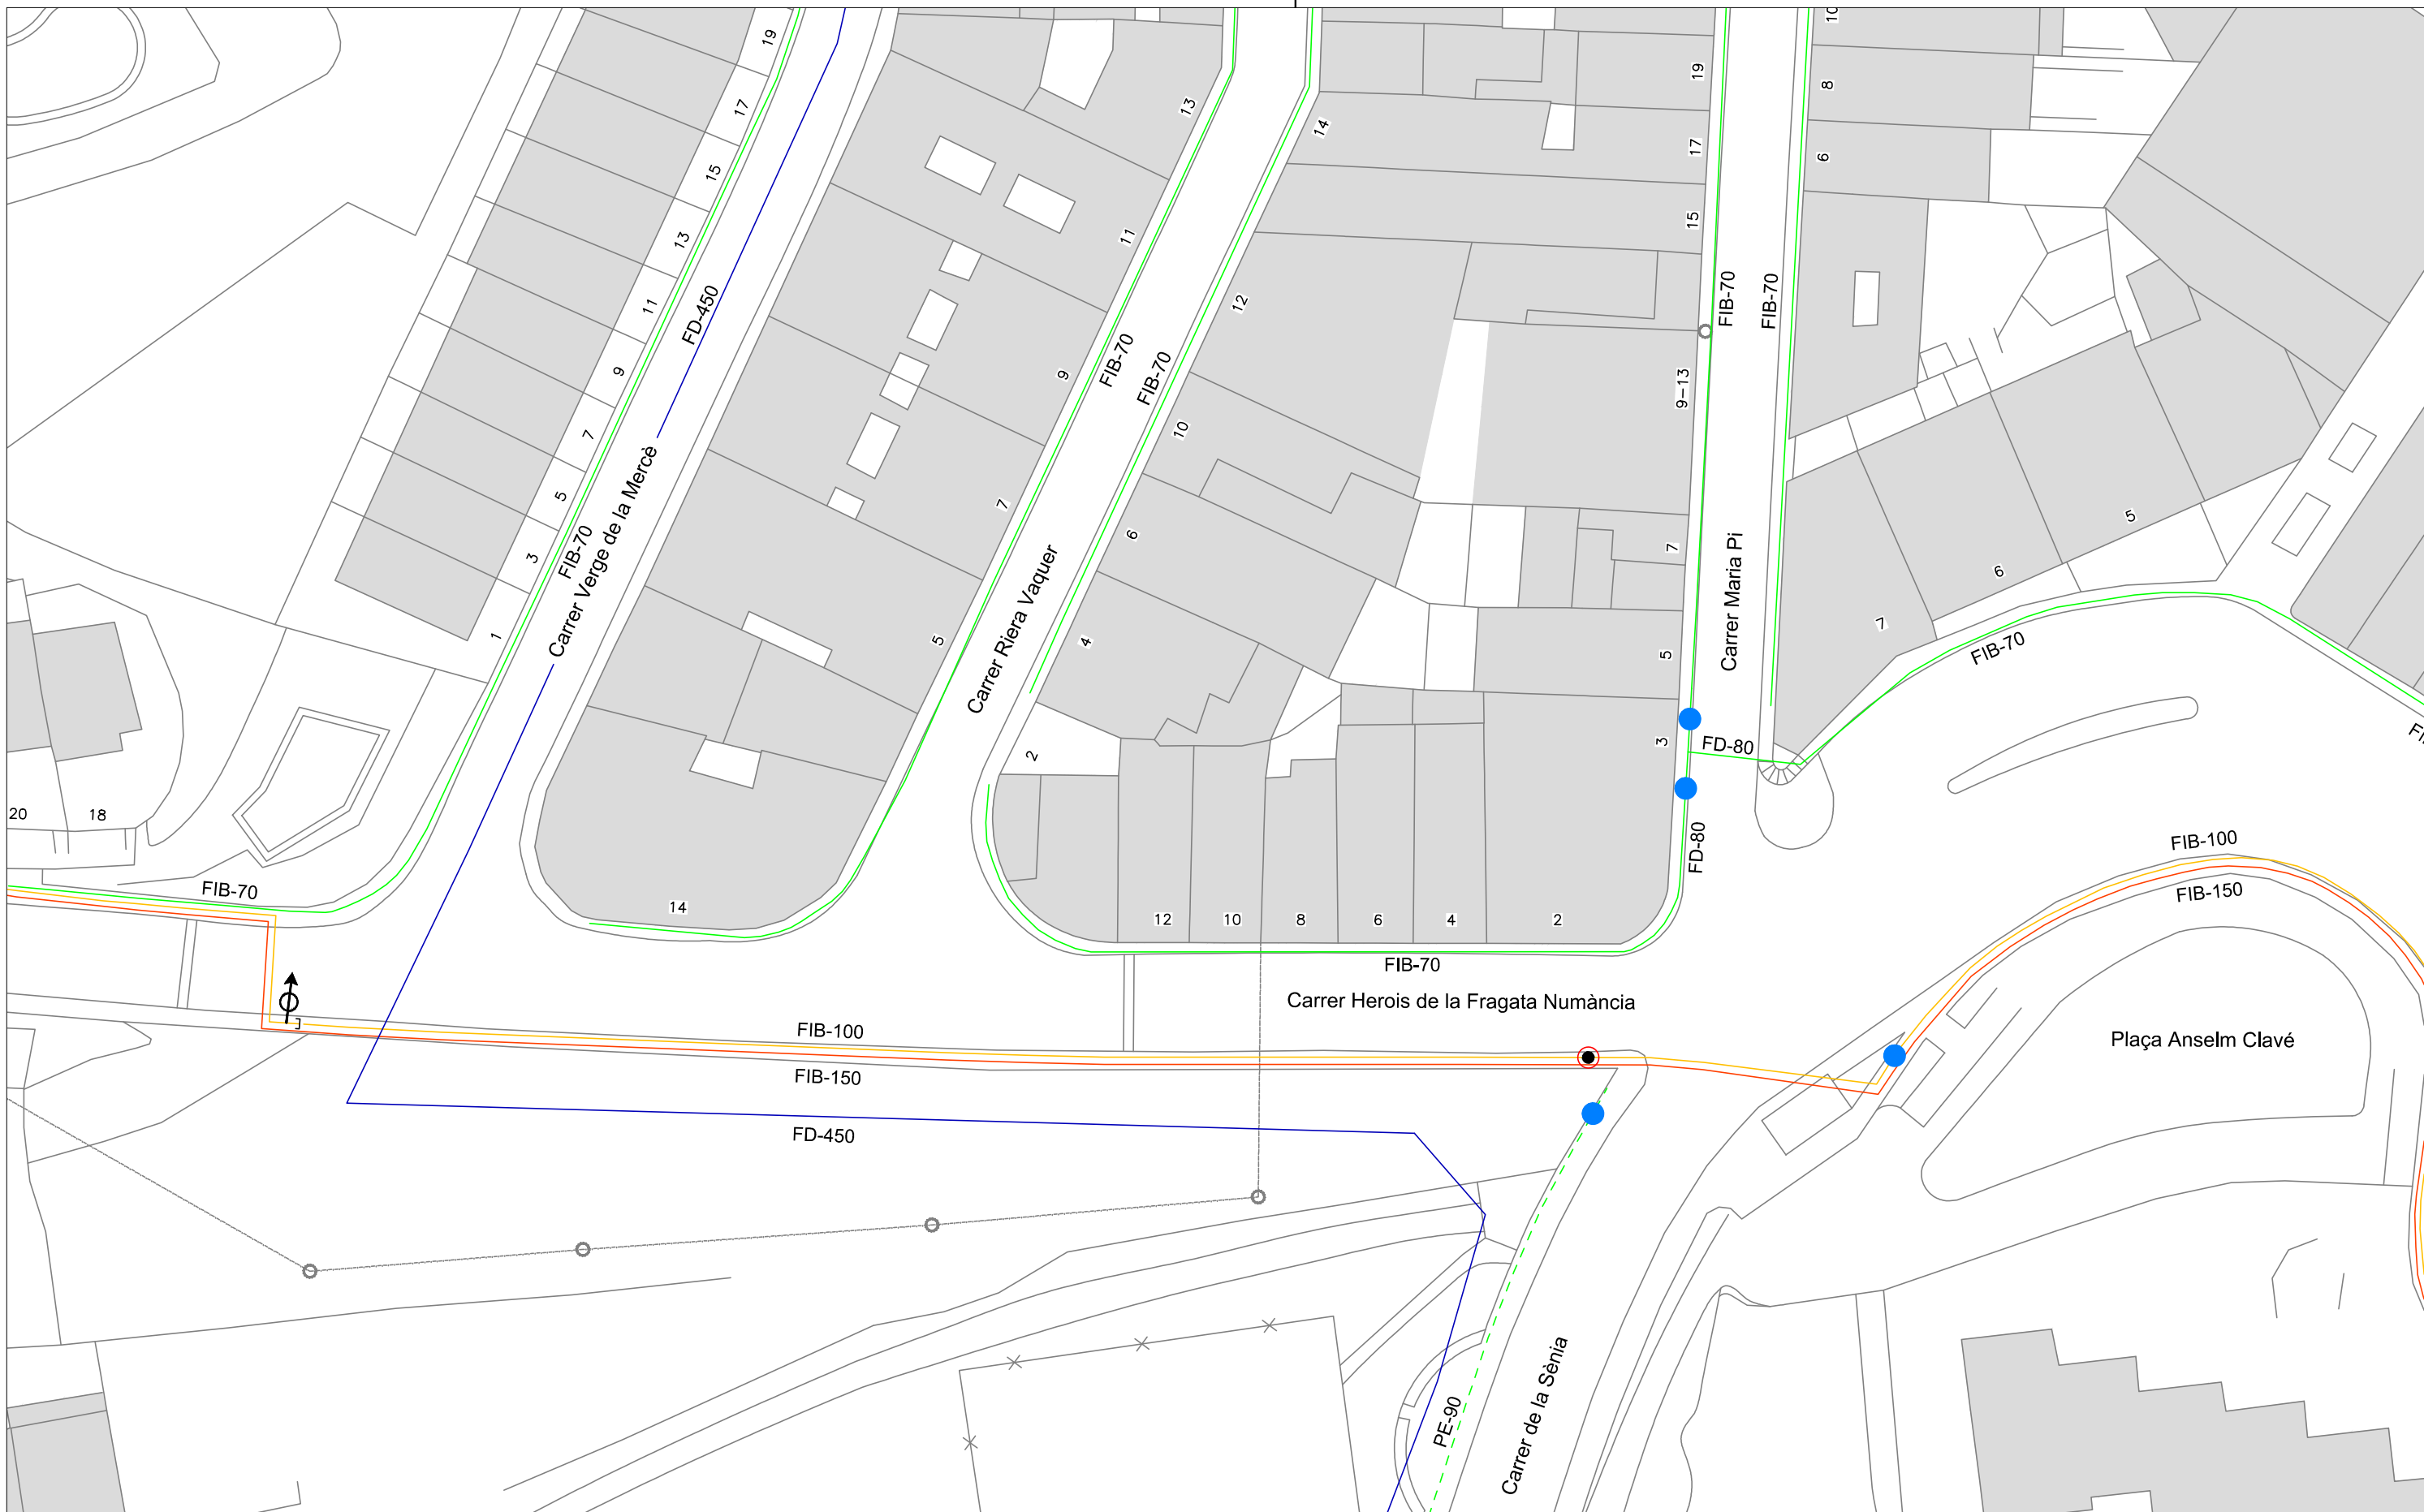 19
17
15
13
11
9
7
5
3
1
FD-450
FIB-70
Carrer Verge de la Mercè
13
11
9
7
5
14
FIB-70
FIB-70
Carrer Riera Vaquer
14
12
10
6
4
2
19
17
15
9-13
7
5
3
FIB-70
FIB-70
Carrer Maria Pi
10
8
6
5
6
7
FIB-70
FD-80
FD-80
20
18
FIB-70
12
10
8
6
4
2
FIB-70
Carrer Herois de la Fragata Numància
FIB-100
FIB-150
FD-450
FIB-100
FIB-150
Plaça Anselm Clavé
PE-90
Carrer de la Sènia